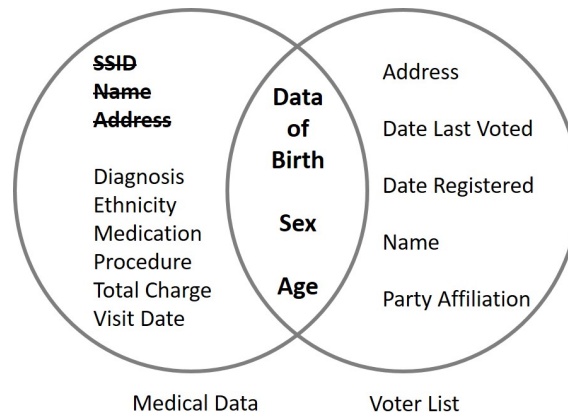 SSID
Name
Address
Diagnosis
Ethnicity
Medication
Procedure
Total Charge
Visit Date
Data
of
Birth
Sex
Age
Address
Date Last Voted
Date Registered
Name
Party Affiliation
Medical Data
Voter List